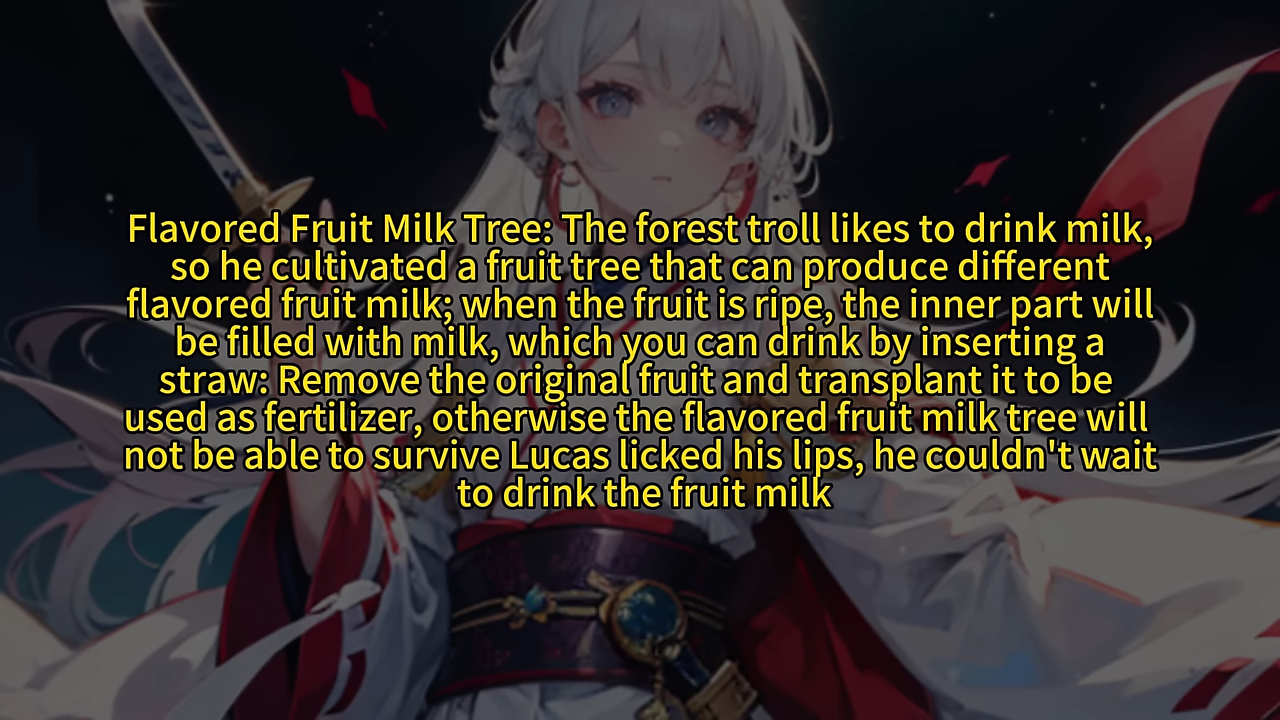 Flavored Fruit Milk Tree: The forest troll likes to drink milk,
so he cultivated a fruit tree that can produce different
flavored fruit milk; when the fruit is ripe, the inner part will
be filled with milk, which you can drink by inserting a
straw: Remove the original fruit and transplant it to be
used as fertilizer, otherwise the flavored fruit milk tree will
not be able to survive Lucas licked his lips, he couldn't wait
to drink the fruit milk